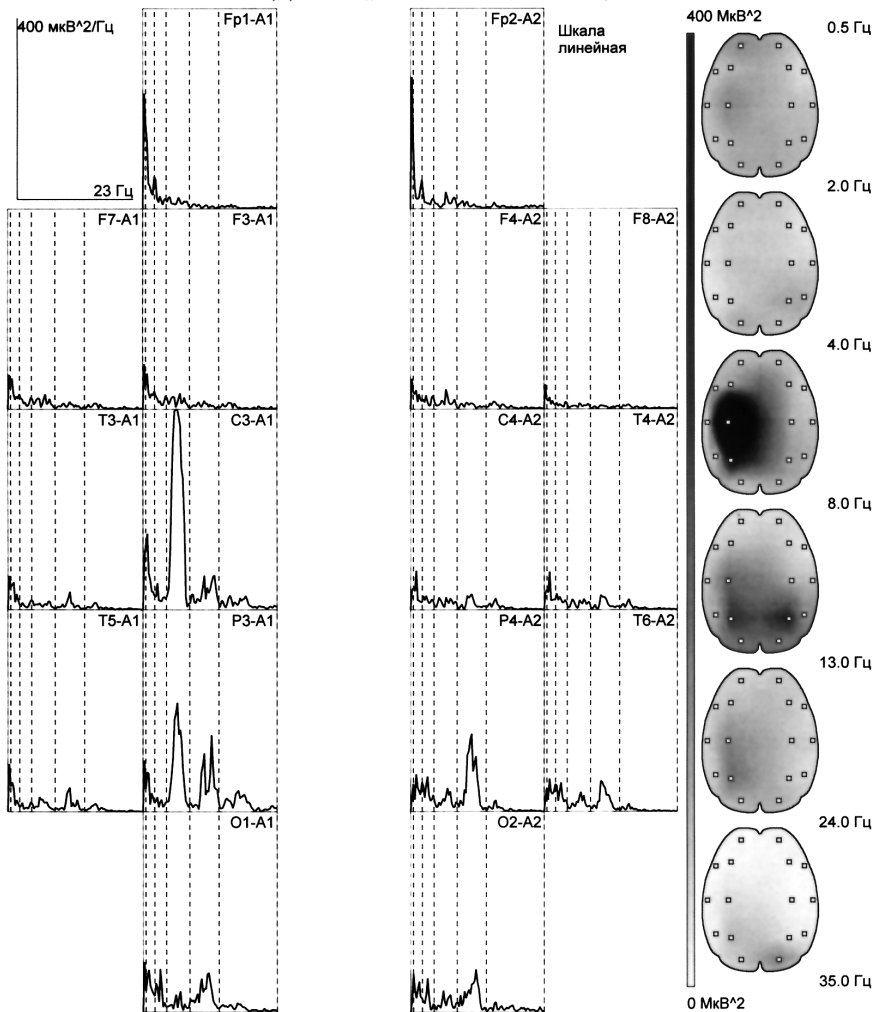 Fp1-A1
Fp2-A2
400 МкВ^2
0.5 Гц
400 мкВ^2/Гц
Шкала
линейная
23 Гц
2.0 Гц
F7-A1
F3-A1
F4-A2
F8-A2
4.0 Гц
T3-A1
C3-A1
C4-A2
T4-A2
8.0 Гц
T5-A1
P3-A1
P4-A2
T6-A2
13.0 Гц
O1-A1
O2-A2
24.0 Гц
35.0 Гц
0 МкВ^2